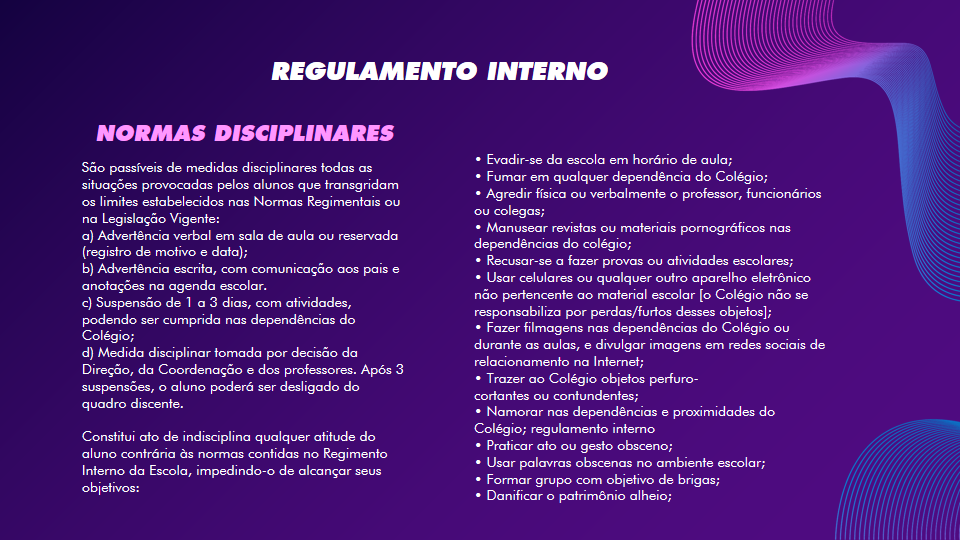 REGULAMENTO INTERNO
NORMAS DISCIPLINARES
São passíveis de medidas disciplinares todas as
situações provocadas pelos alunos que transgridam
os limites estabelecidos nas Normas Regimentais ou
na Legislação Vigente:
a) Advertência verbal em sala de aula ou reservada
(registro de motivo e data);
b) Advertência escrita, com comunicação aos pais e
anotações na agenda escolar.
c) Suspensão de 1 a 3 dias, com atividades,
podendo ser cumprida nas dependências do
Colégio;
d) Medida disciplinar tomada por decisão da
Direção, da Coordenação e dos professores. Após 3
suspensões, o aluno poderá ser desligado do
quadro discente.
Constitui ato de indisciplina qualquer atitude do
aluno contrária às normas contidas no Regimento
Interno da Escola, impedindo-o de alcançar seus
objetivos:
• Evadir-se da escola em horário de aula;
• Fumar em qualquer dependência do Colégio;
• Agredir física ou verbalmente o professor, funcionários
ou colegas;
• Manusear revistas ou materiais pornográficos nas
dependências do colégio;
• Recusar-se a fazer provas ou atividades escolares;
• Usar celulares ou qualquer outro aparelho eletrônico
não pertencente ao material escolar [o Colégio não se
responsabiliza por perdas/furtos desses objetos];
• Fazer filmagens nas dependências do Colégio ou
durante as aulas, e divulgar imagens em redes sociais de
relacionamento na Internet;
• Trazer ao Colégio objetos perfuro-
cortantes ou contundentes;
• Namorar nas dependências e proximidades do
Colégio; regulamento interno
• Praticar ato ou gesto obsceno;
• Usar palavras obscenas no ambiente escolar;
• Formar grupo com objetivo de brigas;
• Danificar o patrimônio alheio;